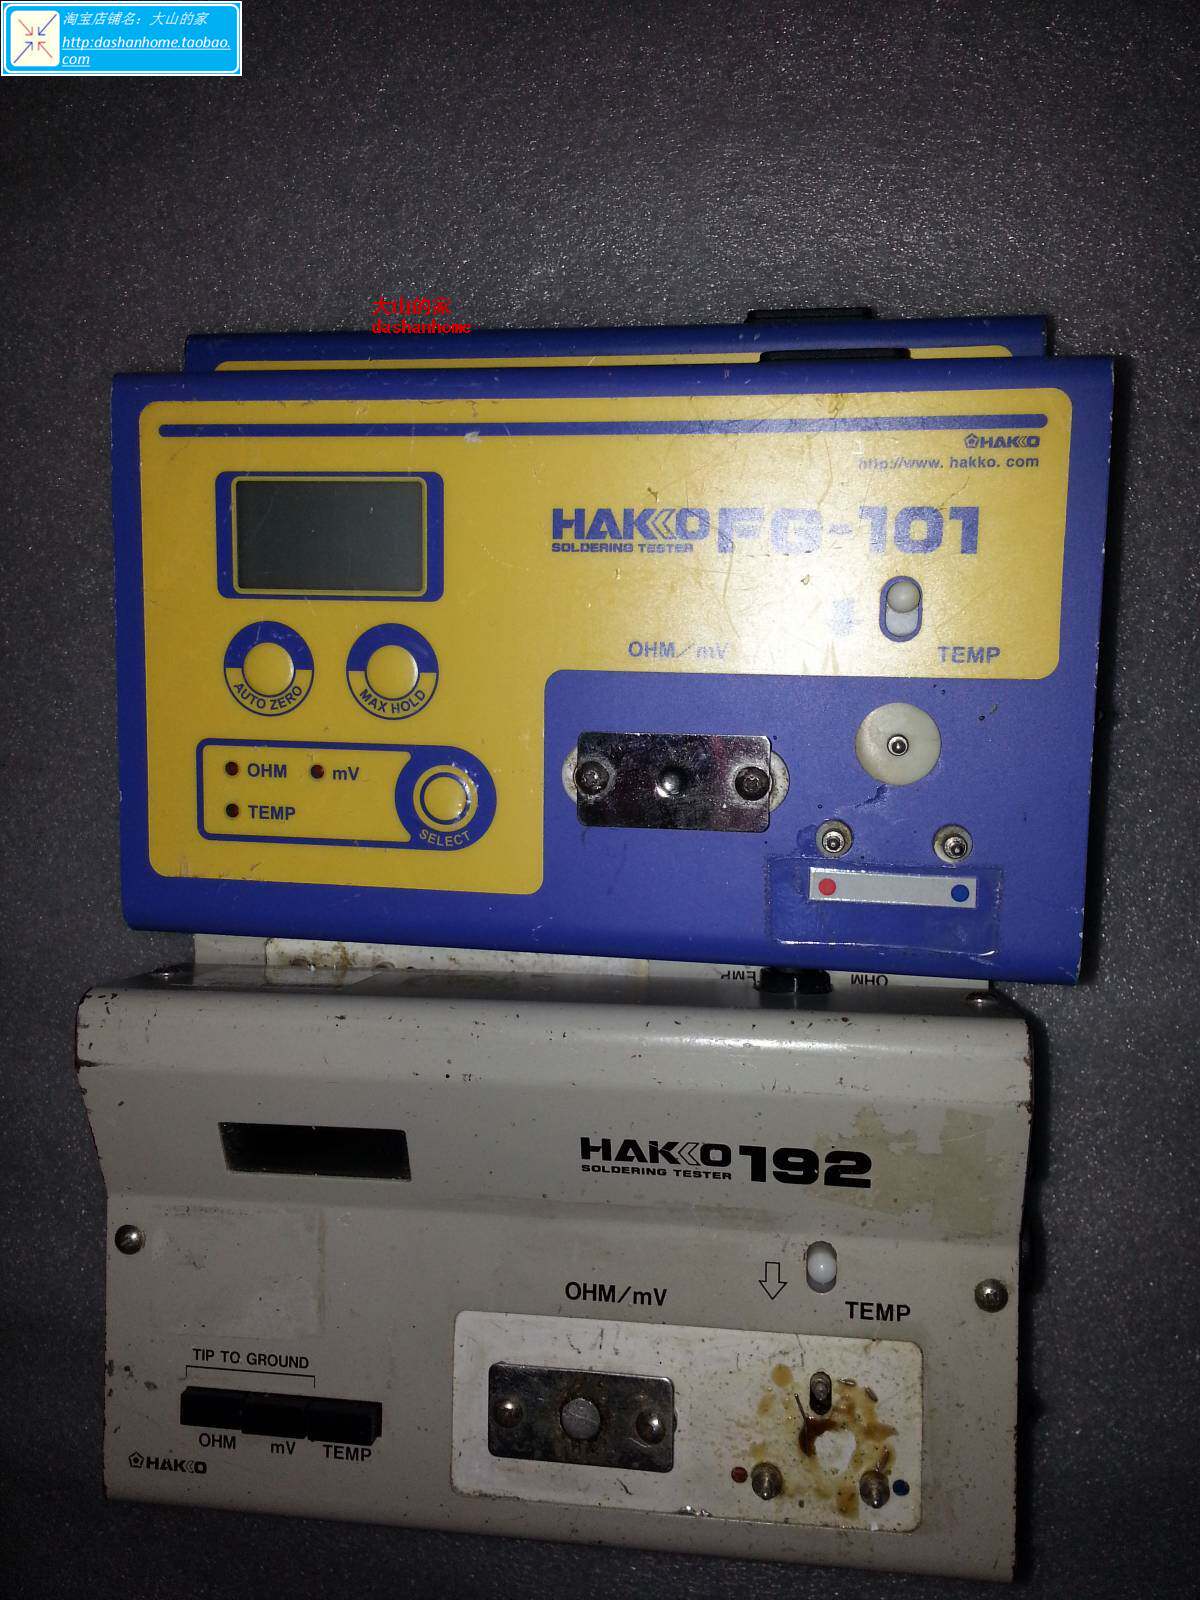 淘宝店铺名：大山的家
http:dashanhome.taobao.
com
大山的家
dashanhome
HAKKO
http://www. hakko. com
HAKKO FG-101
SOLDERING TESTER
OHM/mV
TEMP
AUTO ZERO
MAX HOLD
OHM
mV
TEMP
SELECT
TEMP
OHM
HAKKO 192
SOLDERING TESTER
OHM/mV
TEMP
TIP TO GROUND
OHM
mV
TEMP
HAKKO